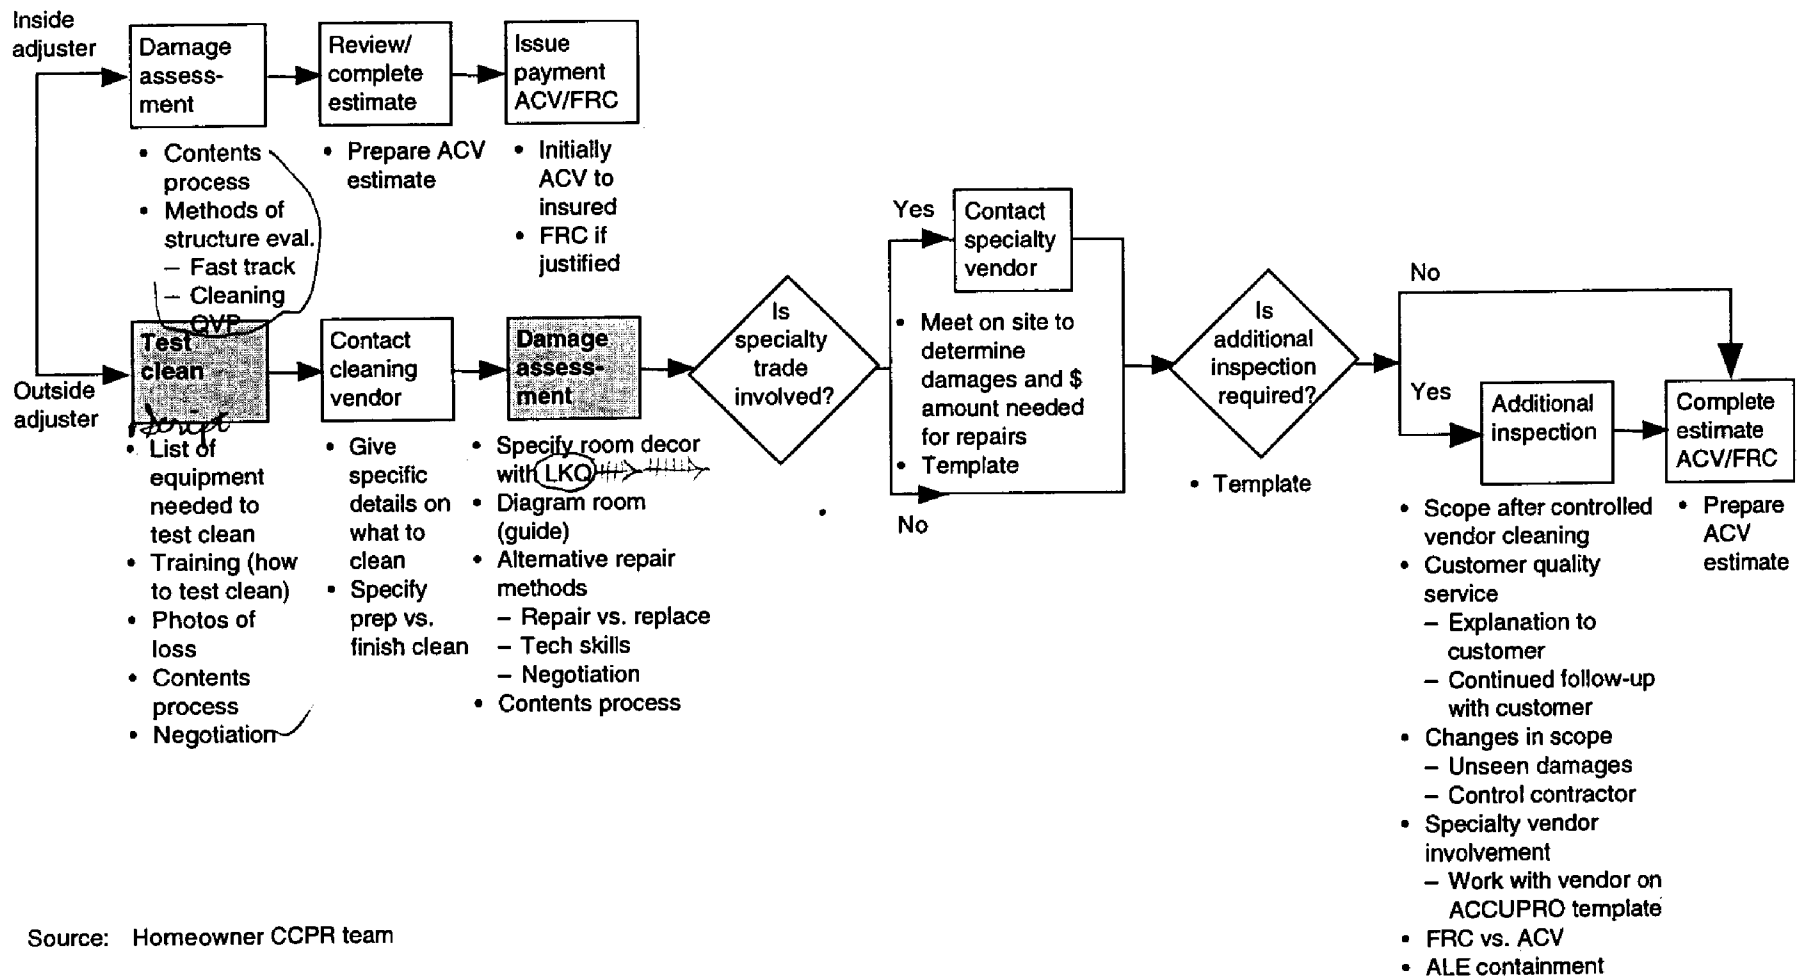 Inside
adjuster
Damage
assess-
ment
Review/
complete
estimate
Issue
payment
ACV/FRC
• Contents
process
• Methods of
structure eval.
– Fast track
– Cleaning
QVP
• Prepare ACV
estimate
• Initially
ACV to
insured
• FRC if
justified
Outside
adjuster
Test
clean
Script
• List of
equipment
needed to
test clean
• Training (how
to test clean)
• Photos of
loss
• Contents
process
• Negotiation
Contact
cleaning
vendor
• Give
specific
details on
what to
clean
• Specify
prep vs.
finish clean
Damage
assess-
ment
• Specify room decor
with LKQ
• Diagram room
(guide)
• Alternative repair
methods
– Repair vs. replace
– Tech skills
– Negotiation
• Contents process
Is
specialty
trade
involved?
Yes
Contact
specialty
vendor
• Meet on site to
determine
damages and $
amount needed
for repairs
• Template
No
Is
additional
inspection
required?
• Template
No
Yes
Additional
inspection
• Scope after controlled
vendor cleaning
• Customer quality
service
– Explanation to
customer
– Continued follow-up
with customer
• Changes in scope
– Unseen damages
– Control contractor
• Specialty vendor
involvement
– Work with vendor on
ACCUPRO template
• FRC vs. ACV
• ALE containment
Complete
estimate
ACV/FRC
• Prepare
ACV
estimate
Source: Homeowner CCPR team